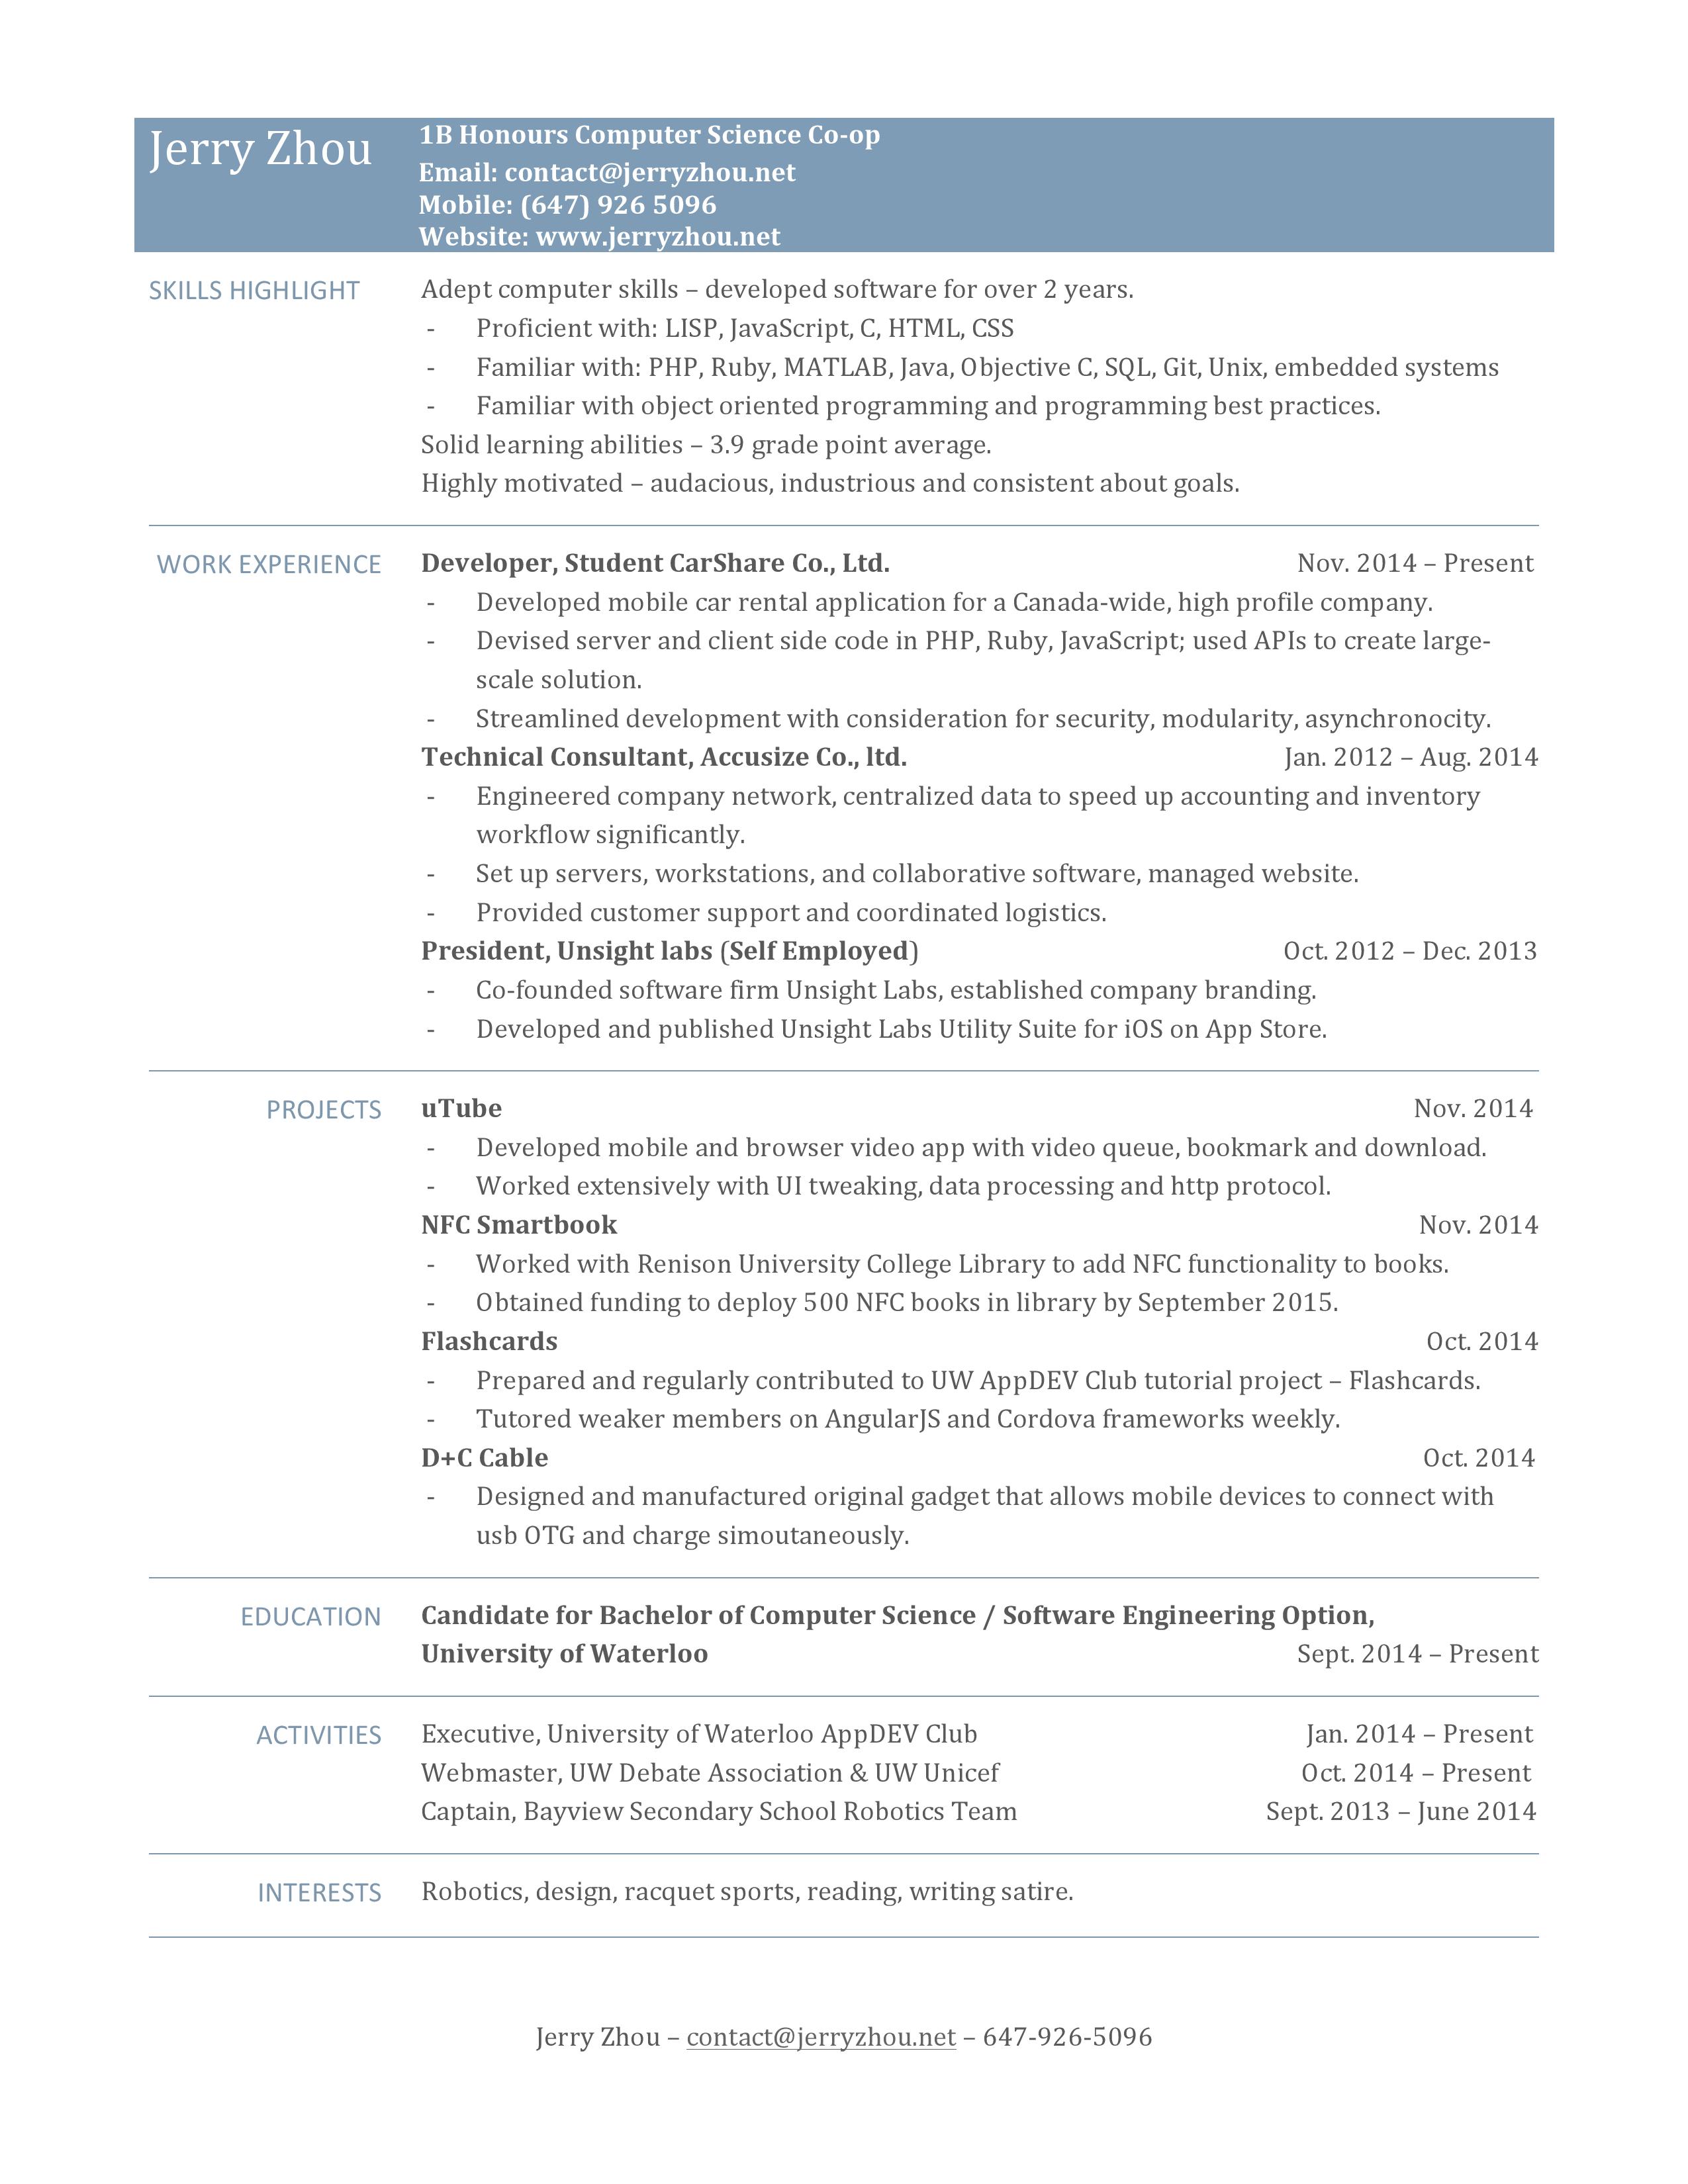 Jerry Zhou
1B Honours Computer Science Co-op
Email: contact@jerryzhou.net
Mobile: (647) 926 5096
Website: www.jerryzhou.net
SKILLS HIGHLIGHT
Adept computer skills – developed software for over 2 years.
- Proficient with: LISP, JavaScript, C, HTML, CSS
- Familiar with: PHP, Ruby, MATLAB, Java, Objective C, SQL, Git, Unix, embedded systems
- Familiar with object oriented programming and programming best practices.
Solid learning abilities – 3.9 grade point average.
Highly motivated – audacious, industrious and consistent about goals.
WORK EXPERIENCE
Developer, Student CarShare Co., Ltd. Nov. 2014 – Present
- Developed mobile car rental application for a Canada-wide, high profile company.
- Devised server and client side code in PHP, Ruby, JavaScript; used APIs to create large-
scale solution.
- Streamlined development with consideration for security, modularity, asynchronocity.
Technical Consultant, Accusize Co., ltd. Jan. 2012 – Aug. 2014
- Engineered company network, centralized data to speed up accounting and inventory
workflow significantly.
- Set up servers, workstations, and collaborative software, managed website.
- Provided customer support and coordinated logistics.
President, Unsight labs (Self Employed) Oct. 2012 – Dec. 2013
- Co-founded software firm Unsight Labs, established company branding.
- Developed and published Unsight Labs Utility Suite for iOS on App Store.
PROJECTS
uTube Nov. 2014
- Developed mobile and browser video app with video queue, bookmark and download.
- Worked extensively with UI tweaking, data processing and http protocol.
NFC Smartbook Nov. 2014
- Worked with Renison University College Library to add NFC functionality to books.
- Obtained funding to deploy 500 NFC books in library by September 2015.
Flashcards Oct. 2014
- Prepared and regularly contributed to UW AppDEV Club tutorial project – Flashcards.
- Tutored weaker members on AngularJS and Cordova frameworks weekly.
D+C Cable Oct. 2014
- Designed and manufactured original gadget that allows mobile devices to connect with
usb OTG and charge simoutaneously.
EDUCATION
Candidate for Bachelor of Computer Science / Software Engineering Option,
University of Waterloo Sept. 2014 – Present
ACTIVITIES
Executive, University of Waterloo AppDEV Club Jan. 2014 – Present
Webmaster, UW Debate Association & UW Unicef Oct. 2014 – Present
Captain, Bayview Secondary School Robotics Team Sept. 2013 – June 2014
INTERESTS
Robotics, design, racquet sports, reading, writing satire.
Jerry Zhou – contact@jerryzhou.net – 647-926-5096